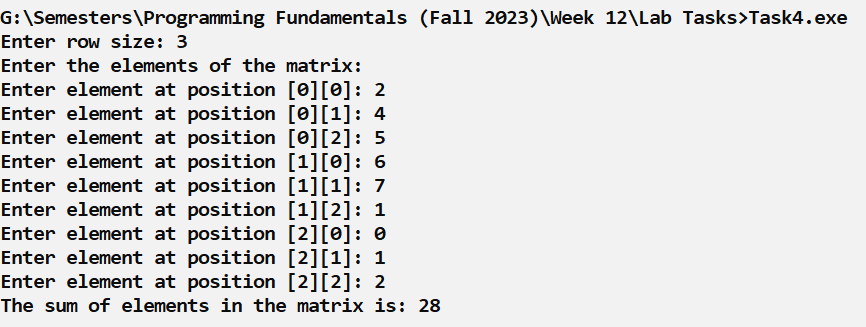 G:\Semesters\Programming Fundamentals (Fall 2023)\Week 12\Lab Tasks>Task4.exe
Enter row size: 3
Enter the elements of the matrix:
Enter element at position [0][0]: 2
Enter element at position [0][1]: 4
Enter element at position [0][2]: 5
Enter element at position [1][0]: 6
Enter element at position [1][1]: 7
Enter element at position [1][2]: 1
Enter element at position [2][0]: 0
Enter element at position [2][1]: 1
Enter element at position [2][2]: 2
The sum of elements in the matrix is: 28